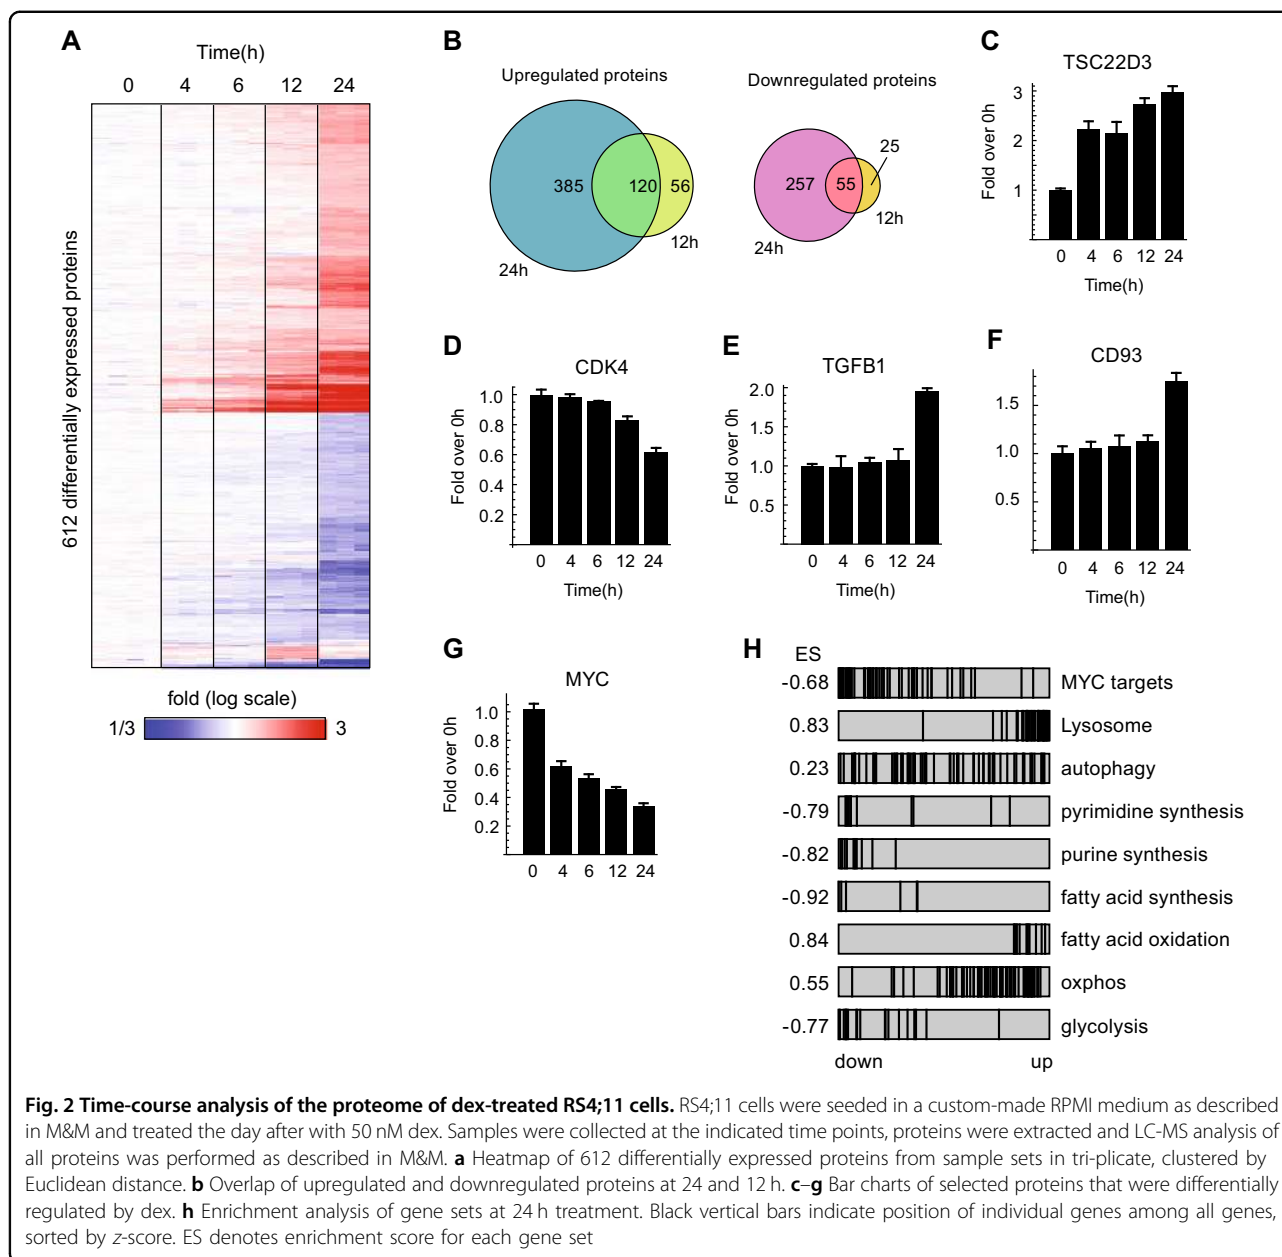 A
Time(h)
0 4 6 12 24
612 differentially expressed proteins
fold (log scale)
1/3 3
B
Upregulated proteins
385 120 56
12h
24h
Downregulated proteins
25
257 55
12h
24h
C
TSC22D3
Fold over 0h
3
2
1
0 4 6 12 24
Time(h)
D
CDK4
Fold over 0h
1.0
0.8
0.6
0.4
0.2
0 4 6 12 24
Time(h)
E
TGFB1
Fold over 0h
2.0
1.5
1.0
0.5
0 4 6 12 24
Time(h)
F
CD93
Fold over 0h
1.5
1.0
0.5
0 4 6 12 24
Time(h)
G
MYC
Fold over 0h
1.0
0.8
0.6
0.4
0.2
0 4 6 12 24
H
ES
-0.68 MYC targets
0.83 Lysosome
0.23 autophagy
-0.79 pyrimidine synthesis
-0.82 purine synthesis
-0.92 fatty acid synthesis
0.84 fatty acid oxidation
0.55 oxphos
-0.77 glycolysis
down up
Fig. 2 Time-course analysis of the proteome of dex-treated RS4;11 cells. RS4;11 cells were seeded in a custom-made RPMI medium as described
in M&M and treated the day after with 50 nM dex. Samples were collected at the indicated time points, proteins were extracted and LC-MS analysis of
all proteins was performed as described in M&M. a Heatmap of 612 differentially expressed proteins from sample sets in tri-plicate, clustered by
Euclidean distance. b Overlap of upregulated and downregulated proteins at 24 and 12 h. c–g Bar charts of selected proteins that were differentially
regulated by dex. h Enrichment analysis of gene sets at 24 h treatment. Black vertical bars indicate position of individual genes among all genes,
sorted by z-score. ES denotes enrichment score for each gene set